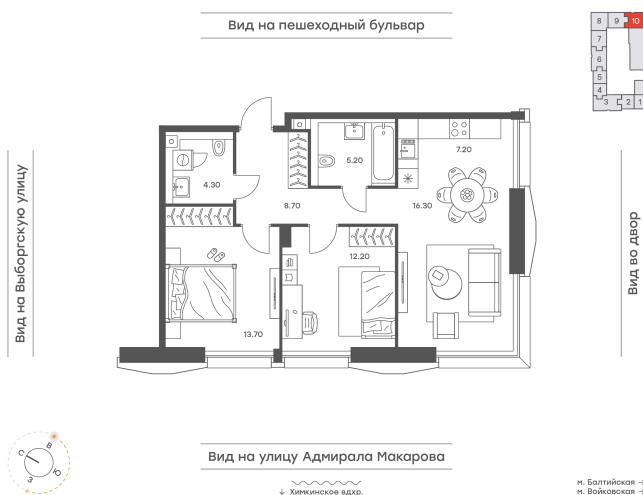 Вид на пешеходный бульвар
8 9 10
7
6
5
4
3 2 1
Вид на Выборгскую улицу
4.30
5.20
7.20
8.70
16.30
12.20
13.70
Вид во двор
С В
З Ю
Вид на улицу Адмирала Макарова
↓ Химкинское вдхр.
м. Балтийская
м. Войковская